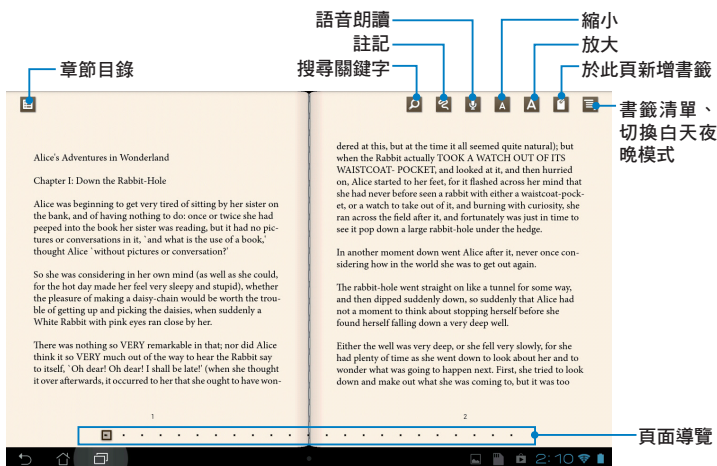 語音朗讀
註記
搜尋關鍵字
縮小
放大
於此頁新增書籤
章節目錄
書籤清單、
切換白天夜
晚模式
A
A
Alice's Adventures in Wonderland
Chapter I: Down the Rabbit-Hole
Alice was beginning to get very tired of sitting by her sister on
the bank, and of having nothing to do: once or twice she had
peeped into the book her sister was reading, but it had no pic-
tures or conversations in it, `and what is the use of a book,'
thought Alice `without pictures or conversation?'
So she was considering in her own mind (as well as she could,
for the hot day made her feel very sleepy and stupid), whether
the pleasure of making a daisy-chain would be worth the trou-
ble of getting up and picking the daisies, when suddenly a
White Rabbit with pink eyes ran close by her.
There was nothing so VERY remarkable in that; nor did Alice
think it so VERY much out of the way to hear the Rabbit say
to itself, `Oh dear! Oh dear! I shall be late!' (when she thought
it over afterwards, it occurred to her that she ought to have won-
1
dered at this, but at the time it all seemed quite natural); but
when the Rabbit actually TOOK A WATCH OUT OF ITS
WAISTCOAT- POCKET, and looked at it, and then hurried
on, Alice started to her feet, for it flashed across her mind that
she had never before seen a rabbit with either a waistcoat-pock-
et, or a watch to take out of it, and burning with curiosity, she
ran across the field after it, and fortunately was just in time to
see it pop down a large rabbit-hole under the hedge.
In another moment down went Alice after it, never once con-
sidering how in the world she was to get out again.
The rabbit-hole went straight on like a tunnel for some way,
and then dipped suddenly down, so suddenly that Alice had
not a moment to think about stopping herself before she
found herself falling down a very deep well.
Either the well was very deep, or she fell very slowly, for she
had plenty of time as she went down to look about her and to
wonder what was going to happen next. First, she tried to look
down and make out what she was coming to, but it was too
2
頁面導覽
2:10